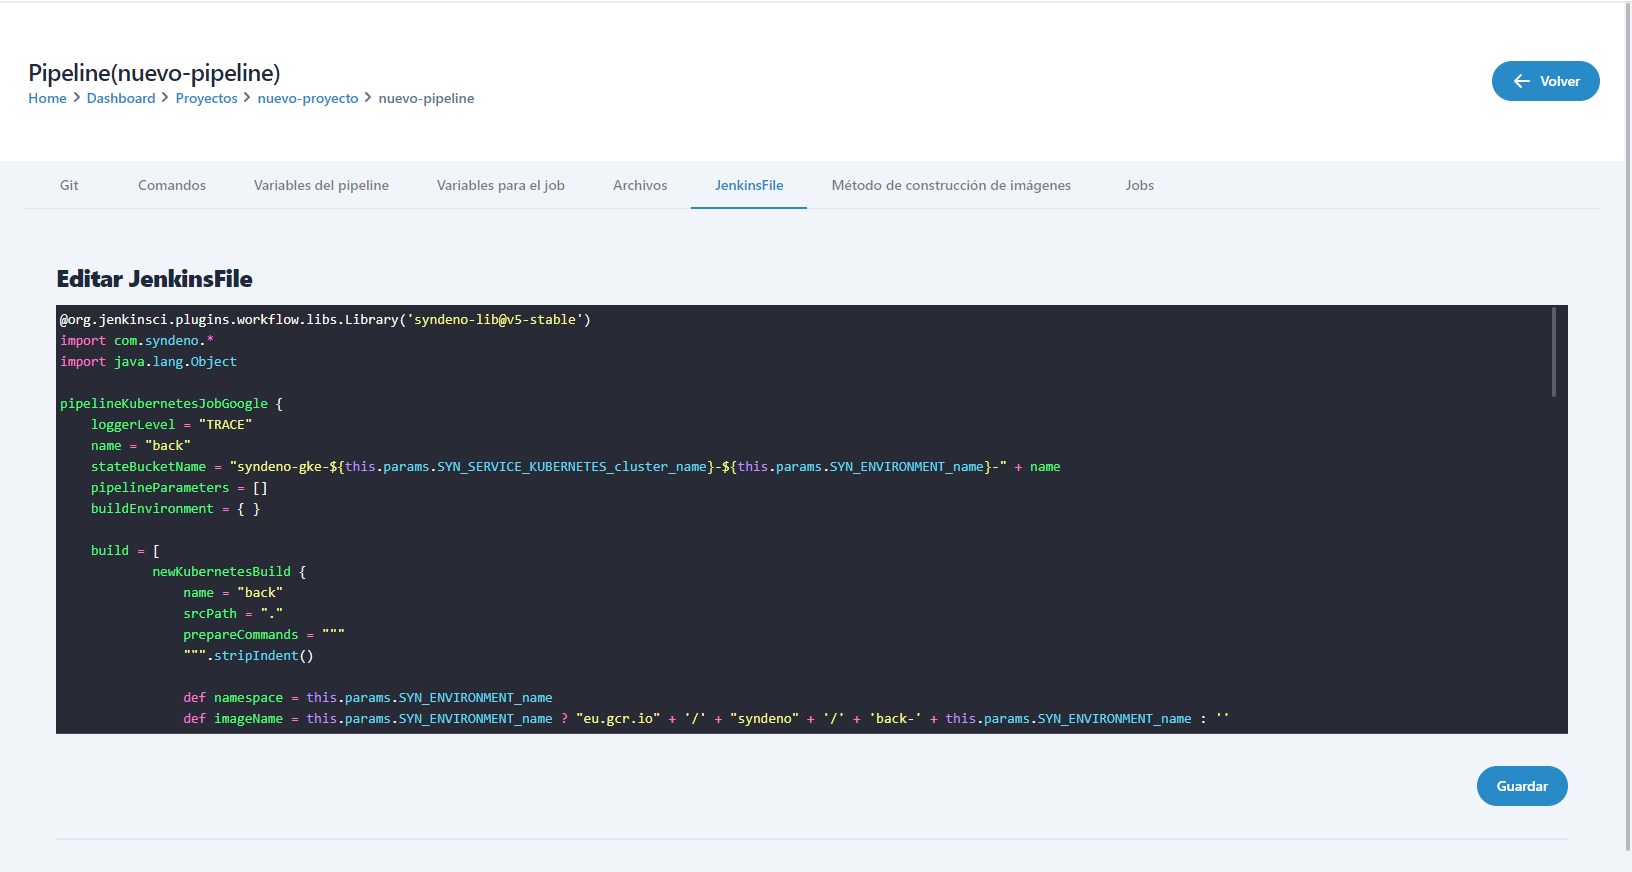 Pipeline(nuevo-pipeline)
Home > Dashboard > Proyectos > nuevo-proyecto > nuevo-pipeline
← Volver
Git Comandos Variables del pipeline Variables para el job Archivos JenkinsFile Método de construcción de imágenes Jobs
Editar JenkinsFile
@org.jenkinsci.plugins.workflow.libs.Library('syndeno-lib@v5-stable')
import com.syndeno.*
import java.lang.Object
pipelineKubernetesJobGoogle {
    loggerLevel = "TRACE"
    name = "back"
    stateBucketName = "syndeno-gke-${this.params.SYN_SERVICE_KUBERNETES_cluster_name}-${this.params.SYN_ENVIRONMENT_name}-" + name
    pipelineParameters = []
    buildEnvironment = { }
    build = [
            newKubernetesBuild {
                name = "back"
                srcPath = "."
                prepareCommands = """
                """.stripIndent()
                def namespace = this.params.SYN_ENVIRONMENT_name
                def imageName = this.params.SYN_ENVIRONMENT_name ? "eu.gcr.io" + '/' + "syndeno" + '/' + 'back-' + this.params.SYN_ENVIRONMENT_name : ''
Guardar